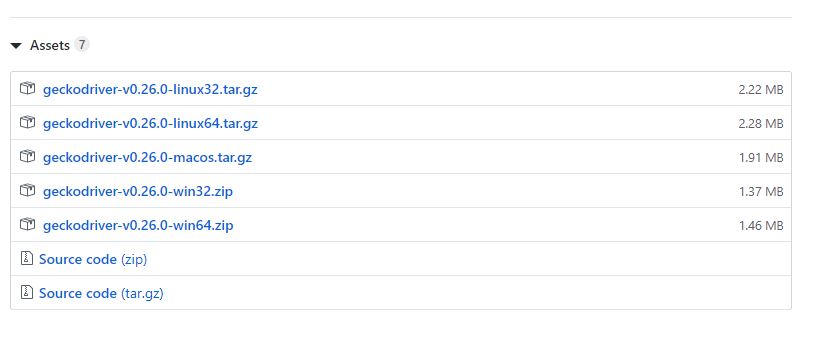 Assets 7
geckodriver-v0.26.0-linux32.tar.gz 2.22 MB
geckodriver-v0.26.0-linux64.tar.gz 2.28 MB
geckodriver-v0.26.0-macos.tar.gz 1.91 MB
geckodriver-v0.26.0-win32.zip 1.37 MB
geckodriver-v0.26.0-win64.zip 1.46 MB
Source code (zip)
Source code (tar.gz)